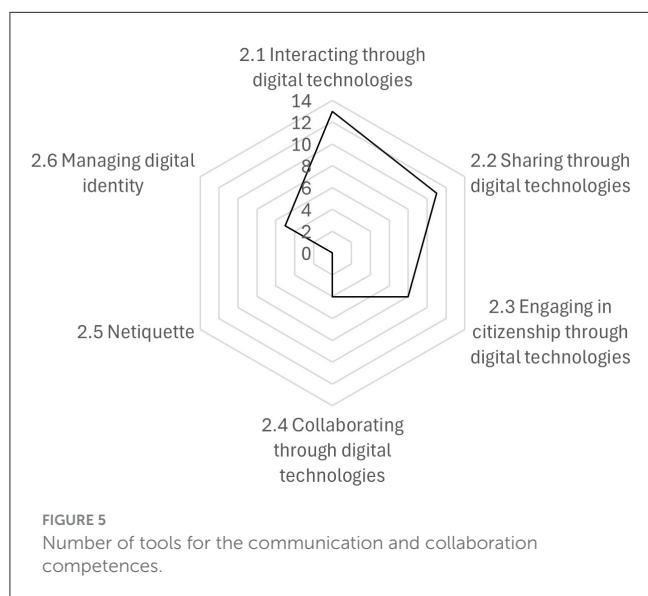 2.1 Interacting through
digital technologies
14
12
10
8
6
4
2
0
2.6 Managing digital
identity
2.2 Sharing through
digital technologies
2.5 Netiquette
2.3 Engaging in
citizenship through
digital technologies
2.4 Collaborating
through digital
technologies
FIGURE 5
Number of tools for the communication and collaboration
competences.